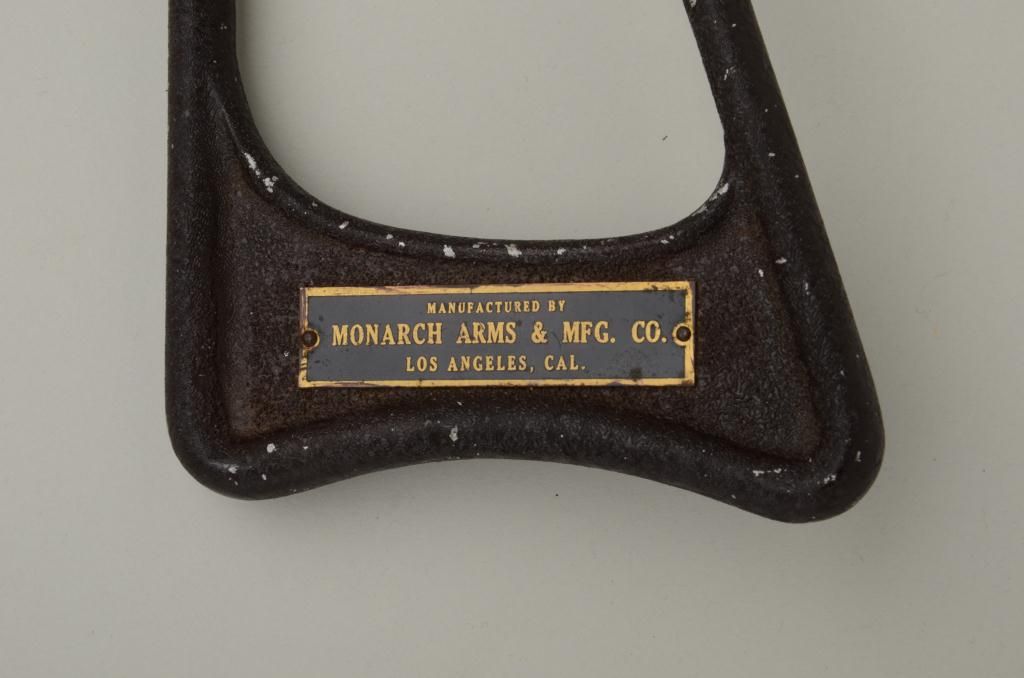 MANUFACTURED BY
MONARCH ARMS & MFG. CO.
LOS ANGELES, CAL.